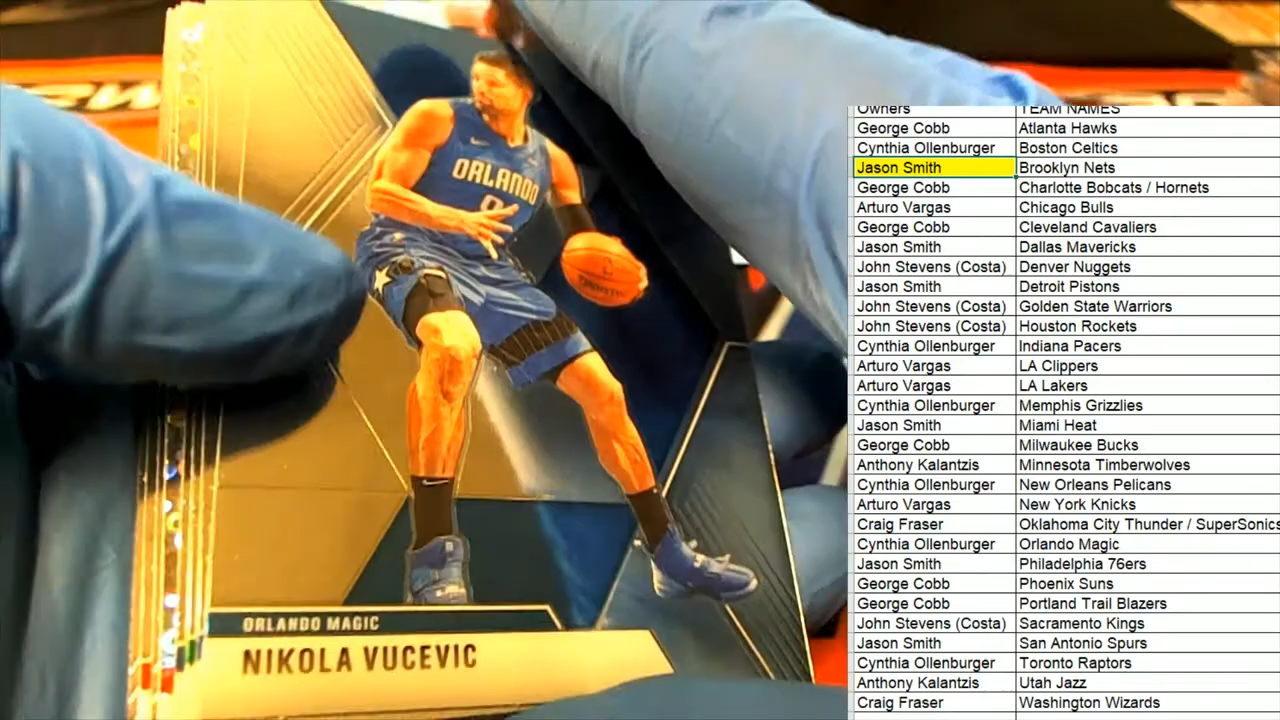 ORLANDO
ORLANDO MAGIC
NIKOLA VUCEVIC
Owners TEAM NAMES
George Cobb Atlanta Hawks
Cynthia Ollenburger Boston Celtics
Jason Smith Brooklyn Nets
George Cobb Charlotte Bobcats / Hornets
Arturo Vargas Chicago Bulls
George Cobb Cleveland Cavaliers
Jason Smith Dallas Mavericks
John Stevens (Costa) Denver Nuggets
Jason Smith Detroit Pistons
John Stevens (Costa) Golden State Warriors
John Stevens (Costa) Houston Rockets
Cynthia Ollenburger Indiana Pacers
Arturo Vargas LA Clippers
Arturo Vargas LA Lakers
Cynthia Ollenburger Memphis Grizzlies
Jason Smith Miami Heat
George Cobb Milwaukee Bucks
Anthony Kalantzis Minnesota Timberwolves
Cynthia Ollenburger New Orleans Pelicans
Arturo Vargas New York Knicks
Craig Fraser Oklahoma City Thunder / SuperSonics
Cynthia Ollenburger Orlando Magic
Jason Smith Philadelphia 76ers
George Cobb Phoenix Suns
George Cobb Portland Trail Blazers
John Stevens (Costa) Sacramento Kings
Jason Smith San Antonio Spurs
Cynthia Ollenburger Toronto Raptors
Anthony Kalantzis Utah Jazz
Craig Fraser Washington Wizards